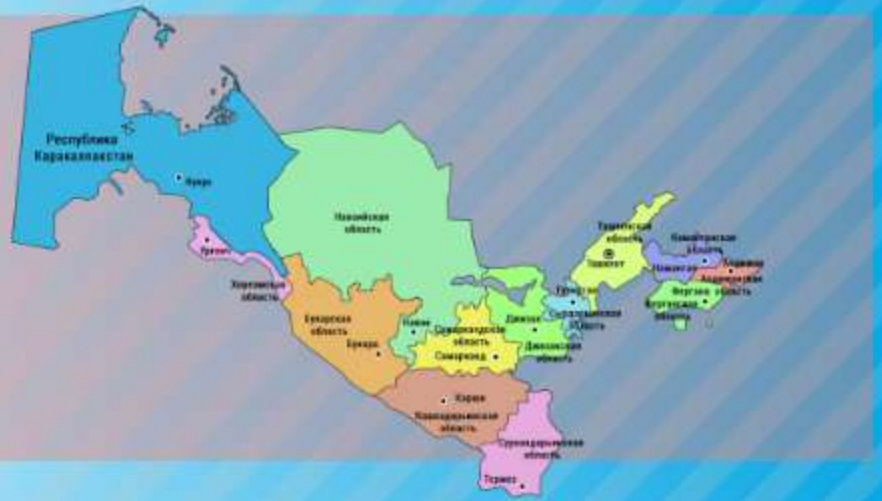 Республика
Каракалпакстан
Нукус
Ургенч
Хорезмская
область
Навоийская
область
Бухарская
область
Бухара
Навои
Самаркандская
область
Самарканд
Карши
Кашкадарьинская
область
Сурхандарьинская
область
Термез
Джизак
Джизакская
область
Гулистан
Сырдарьинская
область
Ташкентская
область
Ташкент
Наманганская
область
Наманган
Андижан
Андижанская
область
Фергана
Ферганская
область